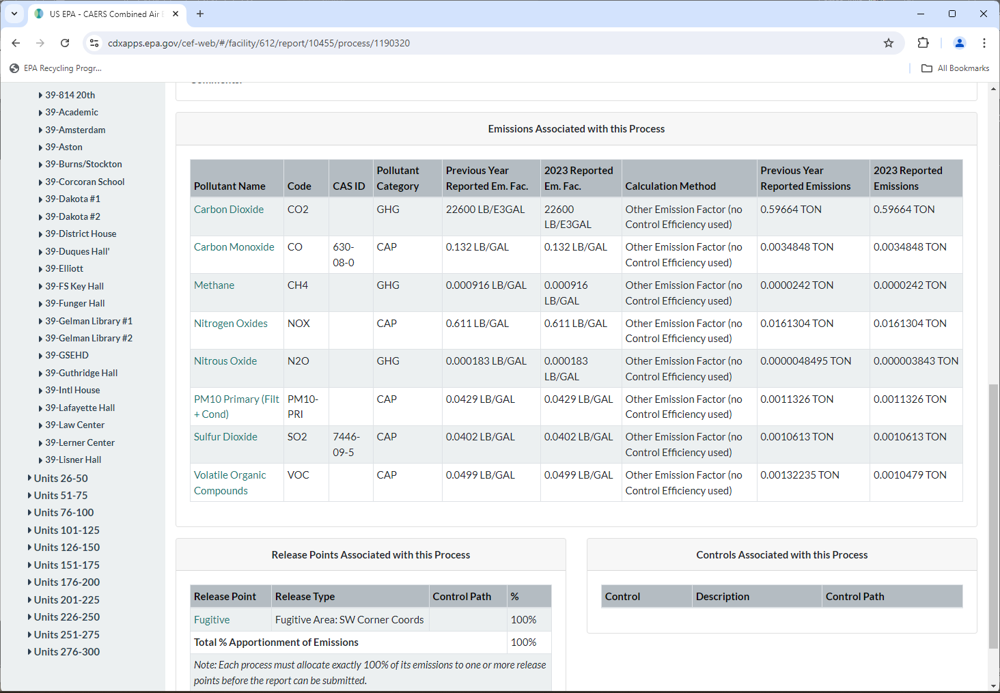 US EPA - CAERS Combined Air E
cdxapps.epa.gov/cef-web/#/facility/612/report/10455/process/1190320
EPA Recycling Progr...
All Bookmarks
39-814 20th
39-Academic
39-Amsterdam
39-Aston
39-Burns/Stockton
39-Corcoran School
39-Dakota #1
39-Dakota #2
39-District House
39-Duques Hall'
39-Elliott
39-FS Key Hall
39-Funger Hall
39-Gelman Library #1
39-Gelman Library #2
39-GSEHD
39-Guthridge Hall
39-Intl House
39-Lafayette Hall
39-Law Center
39-Lerner Center
39-Lisner Hall
Units 26-50
Units 51-75
Units 76-100
Units 101-125
Units 126-150
Units 151-175
Units 176-200
Units 201-225
Units 226-250
Units 251-275
Units 276-300
Comments:
Emissions Associated with this Process
Pollutant Name Code CAS ID Pollutant Category Previous Year Reported Em. Fac. 2023 Reported Em. Fac. Calculation Method Previous Year Reported Emissions 2023 Reported Emissions
Carbon Dioxide CO2 GHG 22600 LB/E3GAL 22600 LB/E3GAL Other Emission Factor (no Control Efficiency used) 0.59664 TON 0.59664 TON
Carbon Monoxide CO 630-08-0 CAP 0.132 LB/GAL 0.132 LB/GAL Other Emission Factor (no Control Efficiency used) 0.0034848 TON 0.0034848 TON
Methane CH4 GHG 0.000916 LB/GAL 0.000916 LB/GAL Other Emission Factor (no Control Efficiency used) 0.0000242 TON 0.0000242 TON
Nitrogen Oxides NOX CAP 0.611 LB/GAL 0.611 LB/GAL Other Emission Factor (no Control Efficiency used) 0.0161304 TON 0.0161304 TON
Nitrous Oxide N2O GHG 0.000183 LB/GAL 0.000183 LB/GAL Other Emission Factor (no Control Efficiency used) 0.0000048495 TON 0.000003843 TON
PM10 Primary (Filt + Cond) PM10-PRI CAP 0.0429 LB/GAL 0.0429 LB/GAL Other Emission Factor (no Control Efficiency used) 0.0011326 TON 0.0011326 TON
Sulfur Dioxide SO2 7446-09-5 CAP 0.0402 LB/GAL 0.0402 LB/GAL Other Emission Factor (no Control Efficiency used) 0.0010613 TON 0.0010613 TON
Volatile Organic Compounds VOC CAP 0.0499 LB/GAL 0.0499 LB/GAL Other Emission Factor (no Control Efficiency used) 0.00132235 TON 0.0010479 TON
Release Points Associated with this Process
Release Point Release Type Control Path %
Fugitive Fugitive Area: SW Corner Coords 100%
Total % Apportionment of Emissions 100%
Note: Each process must allocate exactly 100% of its emissions to one or more release
points before the report can be submitted.
Controls Associated with this Process
Control Description Control Path